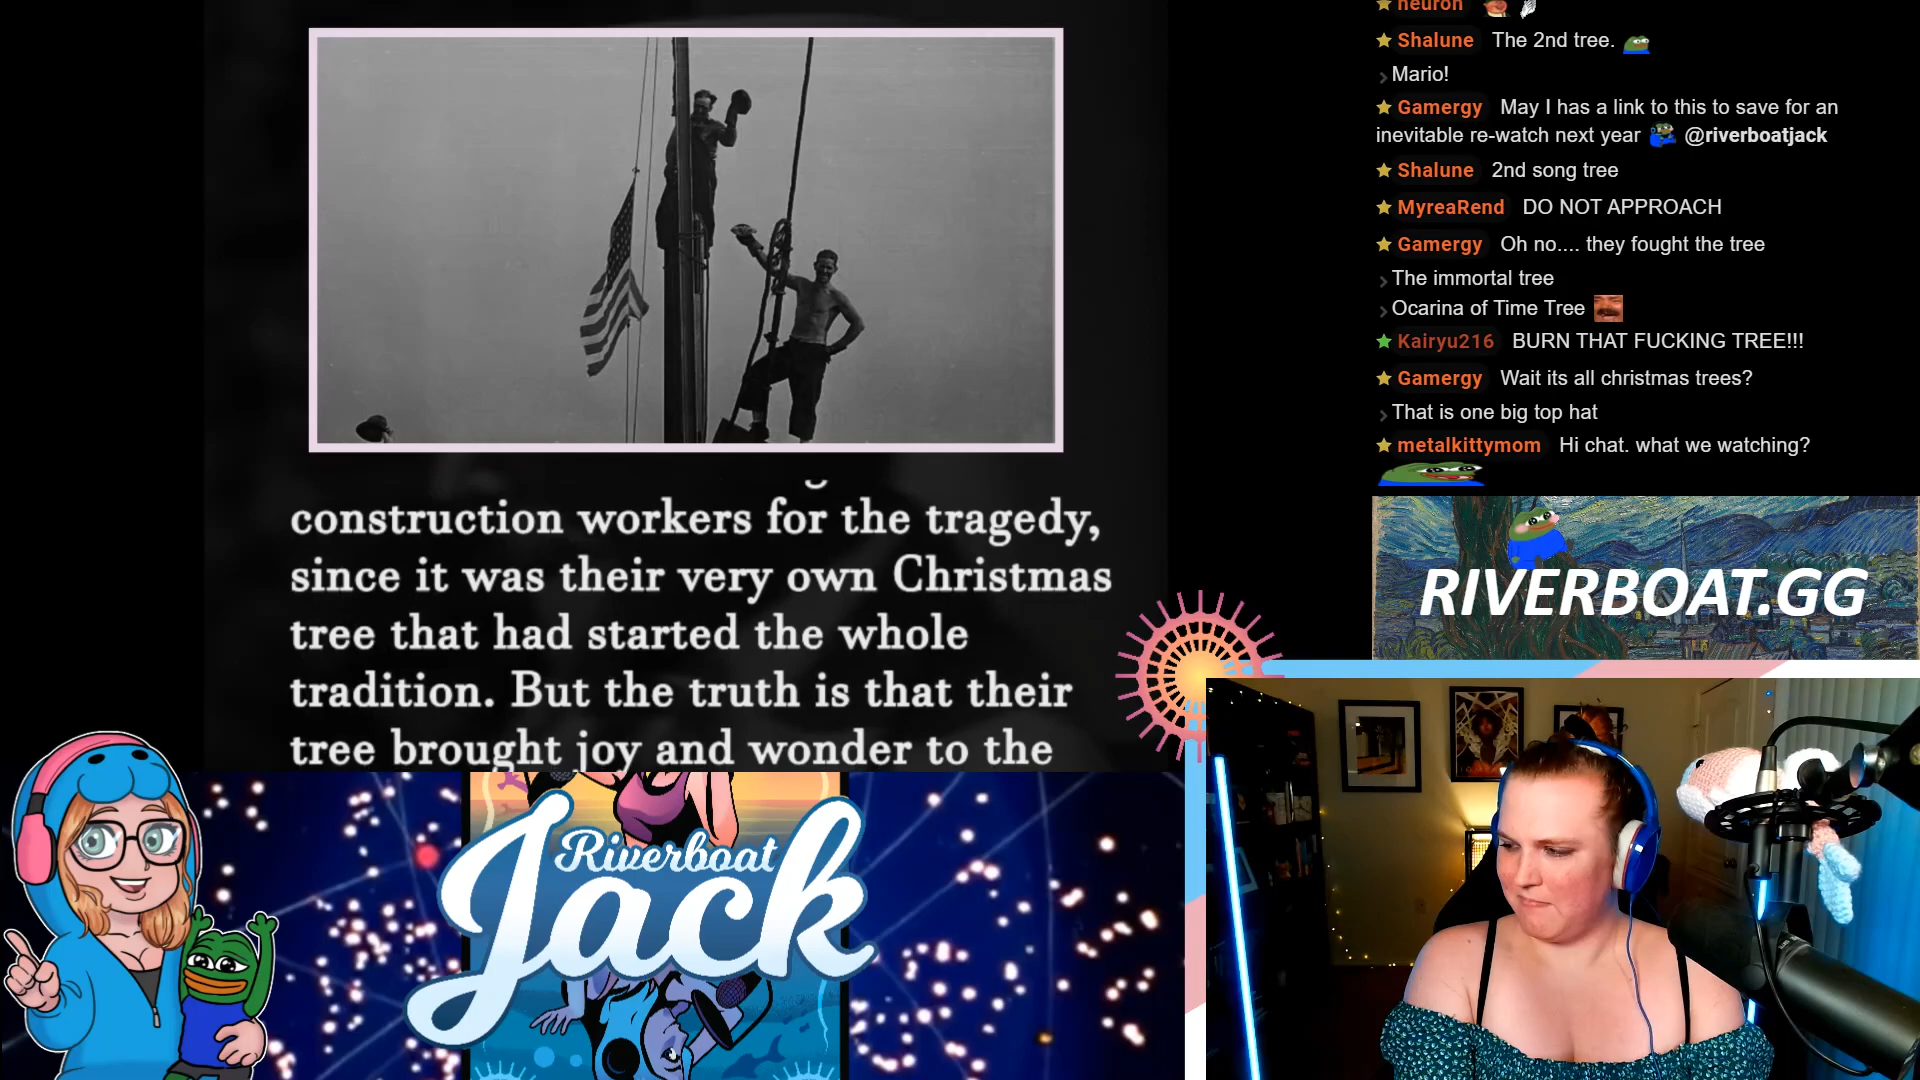 construction workers for the tragedy,
since it was their very own Christmas
tree that had started the whole
tradition. But the truth is that their
tree brought joy and wonder to the
neuron
Shalune The 2nd tree.
Mario!
Gamergy May I has a link to this to save for an
inevitable re-watch next year @riverboatjack
Shalune 2nd song tree
MyreaRend DO NOT APPROACH
Gamergy Oh no.... they fought the tree
The immortal tree
Ocarina of Time Tree
Kairyu216 BURN THAT FUCKING TREE!!!
Gamergy Wait its all christmas trees?
That is one big top hat
metalkittymom Hi chat. what we watching?
RIVERBOAT.GG
Riverboat
Jack